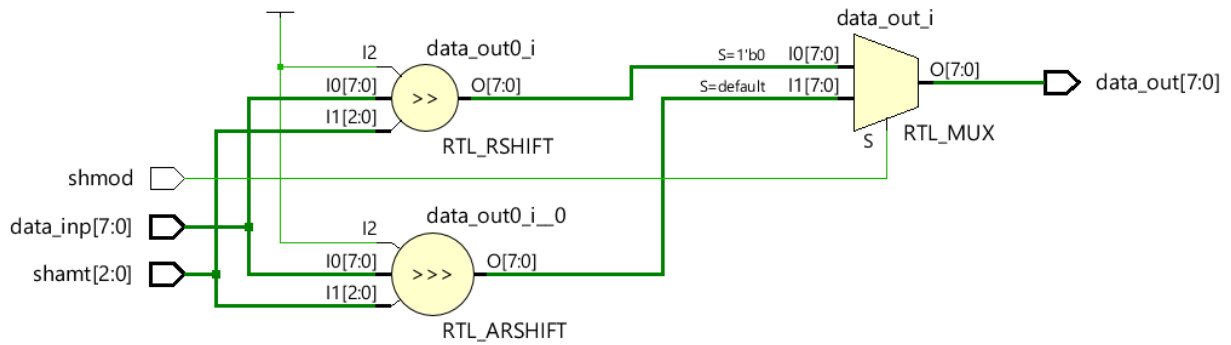 data_out_i
I2
data_out0_i
S=1'b0
I0[7:0]
O[7:0]
data_out[7:0]
I0[7:0]
>>
O[7:0]
S=default
I1[7:0]
I1[2:0]
RTL_RSHIFT
S
RTL_MUX
shmod
data_inp[7:0]
I2
data_out0_i__0
shamt[2:0]
I0[7:0]
>>>
O[7:0]
I1[2:0]
RTL_ARSHIFT